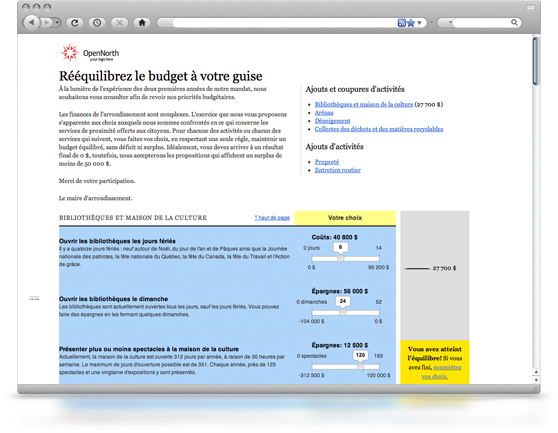 OpenNorth
your logo here
Rééquilibrez le budget à votre guise
À la lumière de l'expérience des deux premières années de notre mandat, nous
souhaitons vous consulter afin de revoir nos priorités budgétaires.
Les finances de l'arrondissement sont complexes. L'exercice que nous vous proposons
s'apparente aux choix auxquels nous sommes confrontés en ce qui concerne les
services de proximité offerts aux citoyens. Pour chacune des activités ou chacun des
services qui suivent, vous faites vos choix, en respectant une seule règle, maintenir un
budget équilibré, sans déficit ni surplus. Idéalement, vous devez arriver à un résultat
final de 0 $, toutefois, nous accepterons les propositions qui affichent un surplus de
moins de 50 000 $.
Merci de votre participation.
Le maire d'arrondissement.
Ajouts et coupures d'activités
Bibliothèques et maison de la culture (27 700 $)
Arénas
Déneigement
Collectes des déchets et des matières recyclables
Ajouts d'activités
Propreté
Entretien routier
BIBLIOTHÈQUES ET MAISON DE LA CULTURE
↑ haut de page
Votre choix
Ouvrir les bibliothèques les jours fériés
Il y a quatorze jours fériés : neuf autour de Noël, du jour de l'an et de Pâques ainsi que la Journée
nationale des patriotes, la fête nationale du Québec, la fête du Canada, la fête du Travail et l'Action
de grâce.
Coûts: 40 800 $
0 jours 6 14
0 $ 95 200 $
27 700 $
Ouvrir les bibliothèques le dimanche
Les bibliothèques sont actuellement ouvertes tous les jours, sauf les jours fériés. Vous pouvez
faire des épargnes en les fermant quelques dimanches.
Épargnes: 56 000 $
0 dimanches 24 52
-104 000 $ 0 $
Présenter plus ou moins spectacles à la maison de la culture
Actuellement, la maison de la culture est ouverte 312 jours par année, à raison de 30 heures par
semaine. Le maximum de jours d'ouverture possible est de 351. Chaque année, près de 125
spectacles et une vingtaine d'expositions y sont présentés.
Épargnes: 12 500 $
0 spectacles 120 165
-312 500 $ 100 000 $
Vous avez atteint
l'équilibre! Si vous
avez fini, soumettez
vos choix.